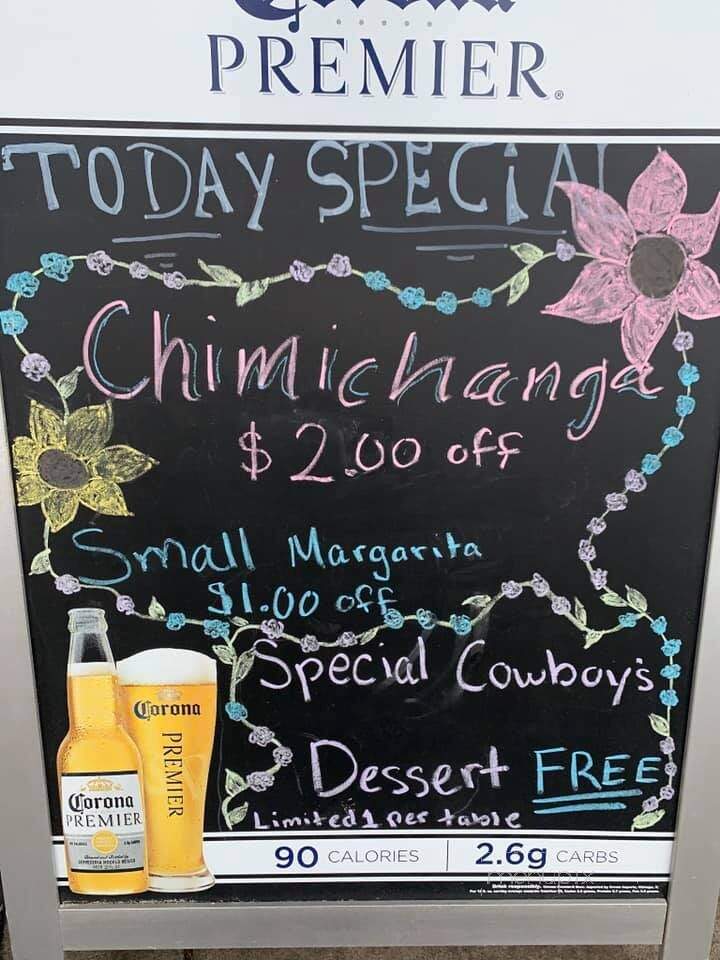 Corona
PREMIER®
TODAY SPECIAL
Chimichanga
$2.00 off
Small Margarita
$1.00 off
Special Cowboy's
Dessert FREE
Limited 1 per table
Corona
PREMIER
Corona
PREMIER
90 CALORIES | 2.6g CARBS